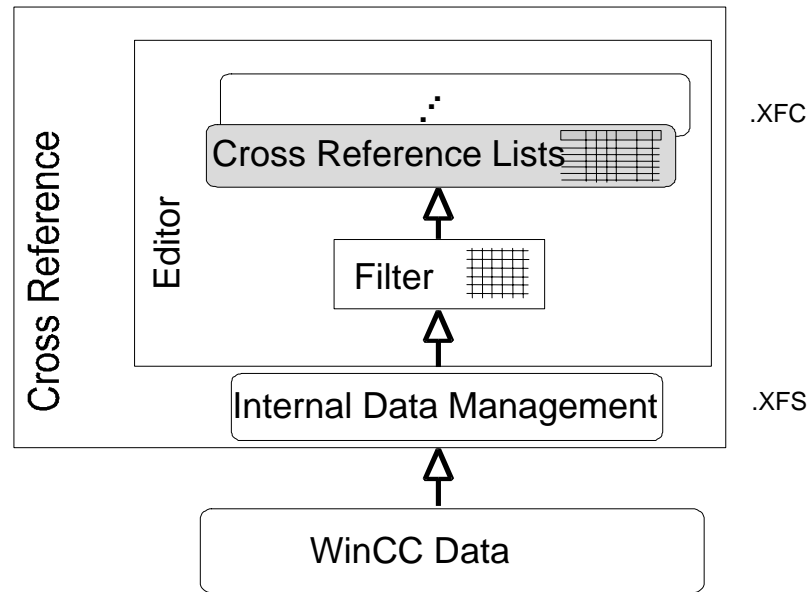 .XFC
Cross Reference Lists
Cross Reference
Editor
Filter
Internal Data Management
.XFS
WinCC Data